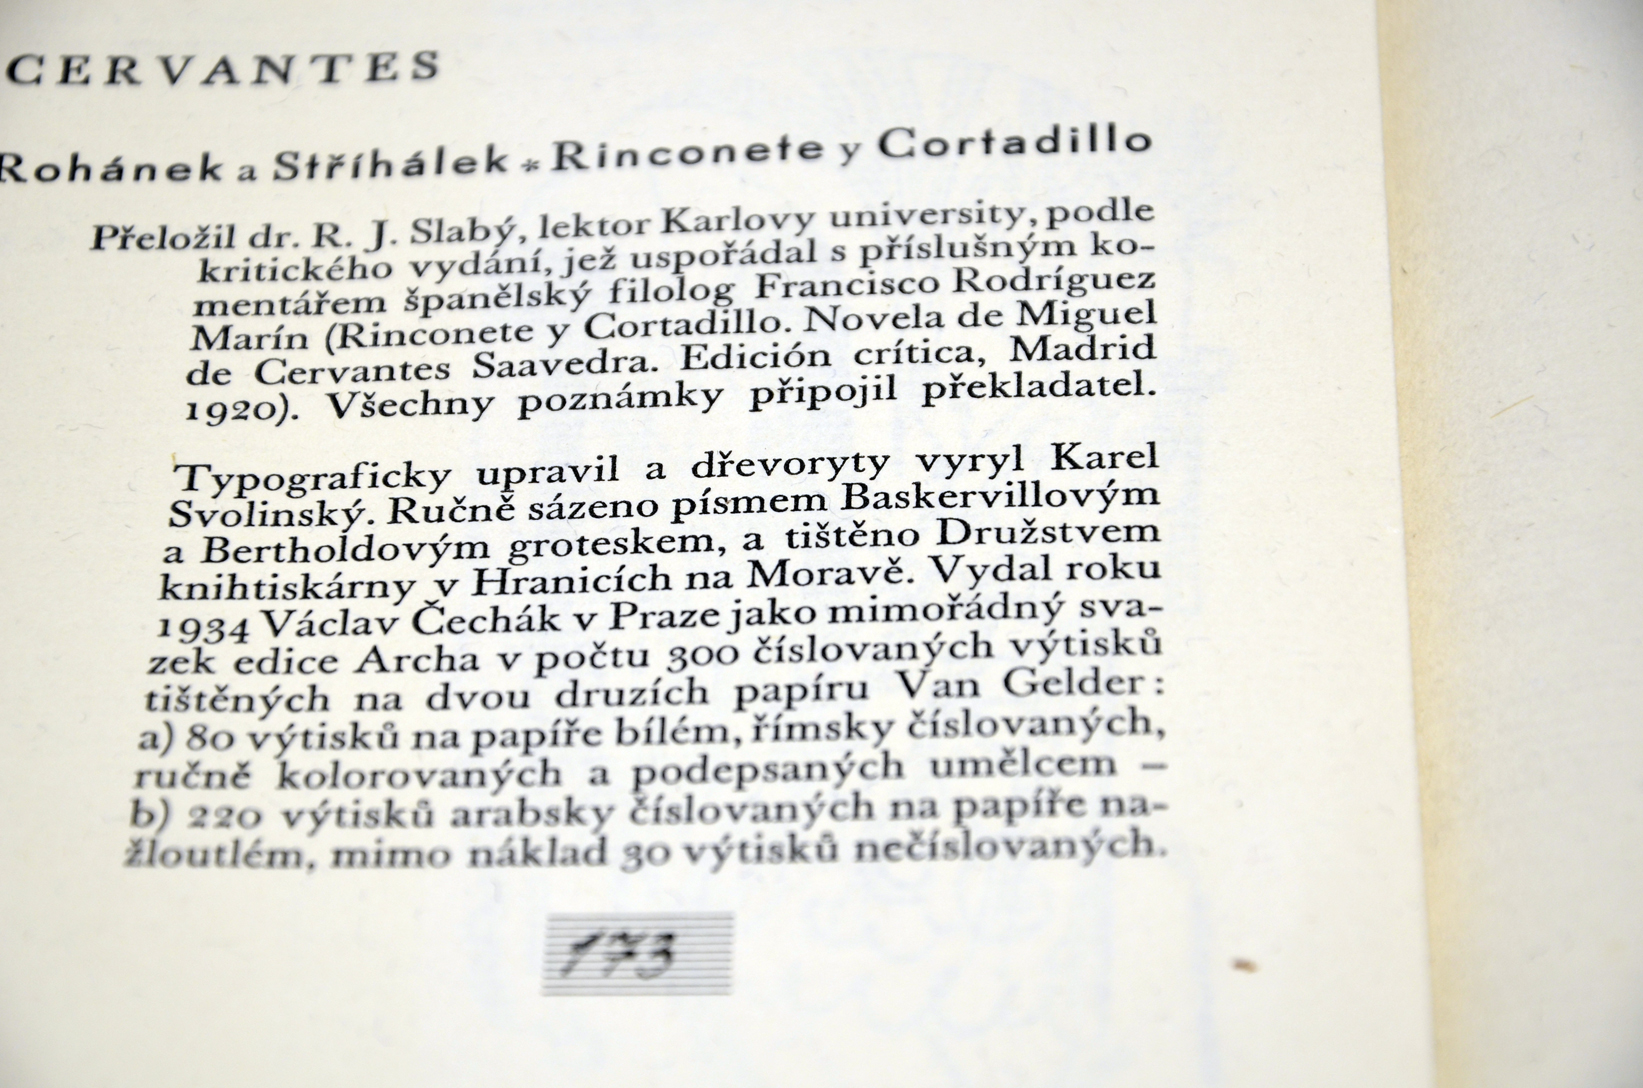 CERVANTES
Rohánek a Stříhálek * Rinconete y Cortadillo
Přeložil dr. R. J. Slabý, lektor Karlovy university, podle
kritického vydání, jež uspořádal s příslušným ko-
mentářem španělský filolog Francisco Rodríguez
Marín (Rinconete y Cortadillo. Novela de Miguel
de Cervantes Saavedra. Edición crítica, Madrid
1920). Všechny poznámky připojil překladatel.
Typograficky upravil a dřevoryty vyryl Karel
Svolinský. Ručně sázeno písmem Baskervillovým
a Bertholdovým groteskem, a tištěno Družstvem
knihtiskárny v Hranicích na Moravě. Vydal roku
1934 Václav Čechák v Praze jako mimořádný sva-
zek edice Archa v počtu 300 číslovaných výtisků
tištěných na dvou druzích papíru Van Gelder:
a) 80 výtisků na papíře bílém, římsky číslovaných,
ručně kolorovaných a podepsaných umělcem –
b) 220 výtisků arabsky číslovaných na papíře na-
žloutlém, mimo náklad 30 výtisků nečíslovaných.
173